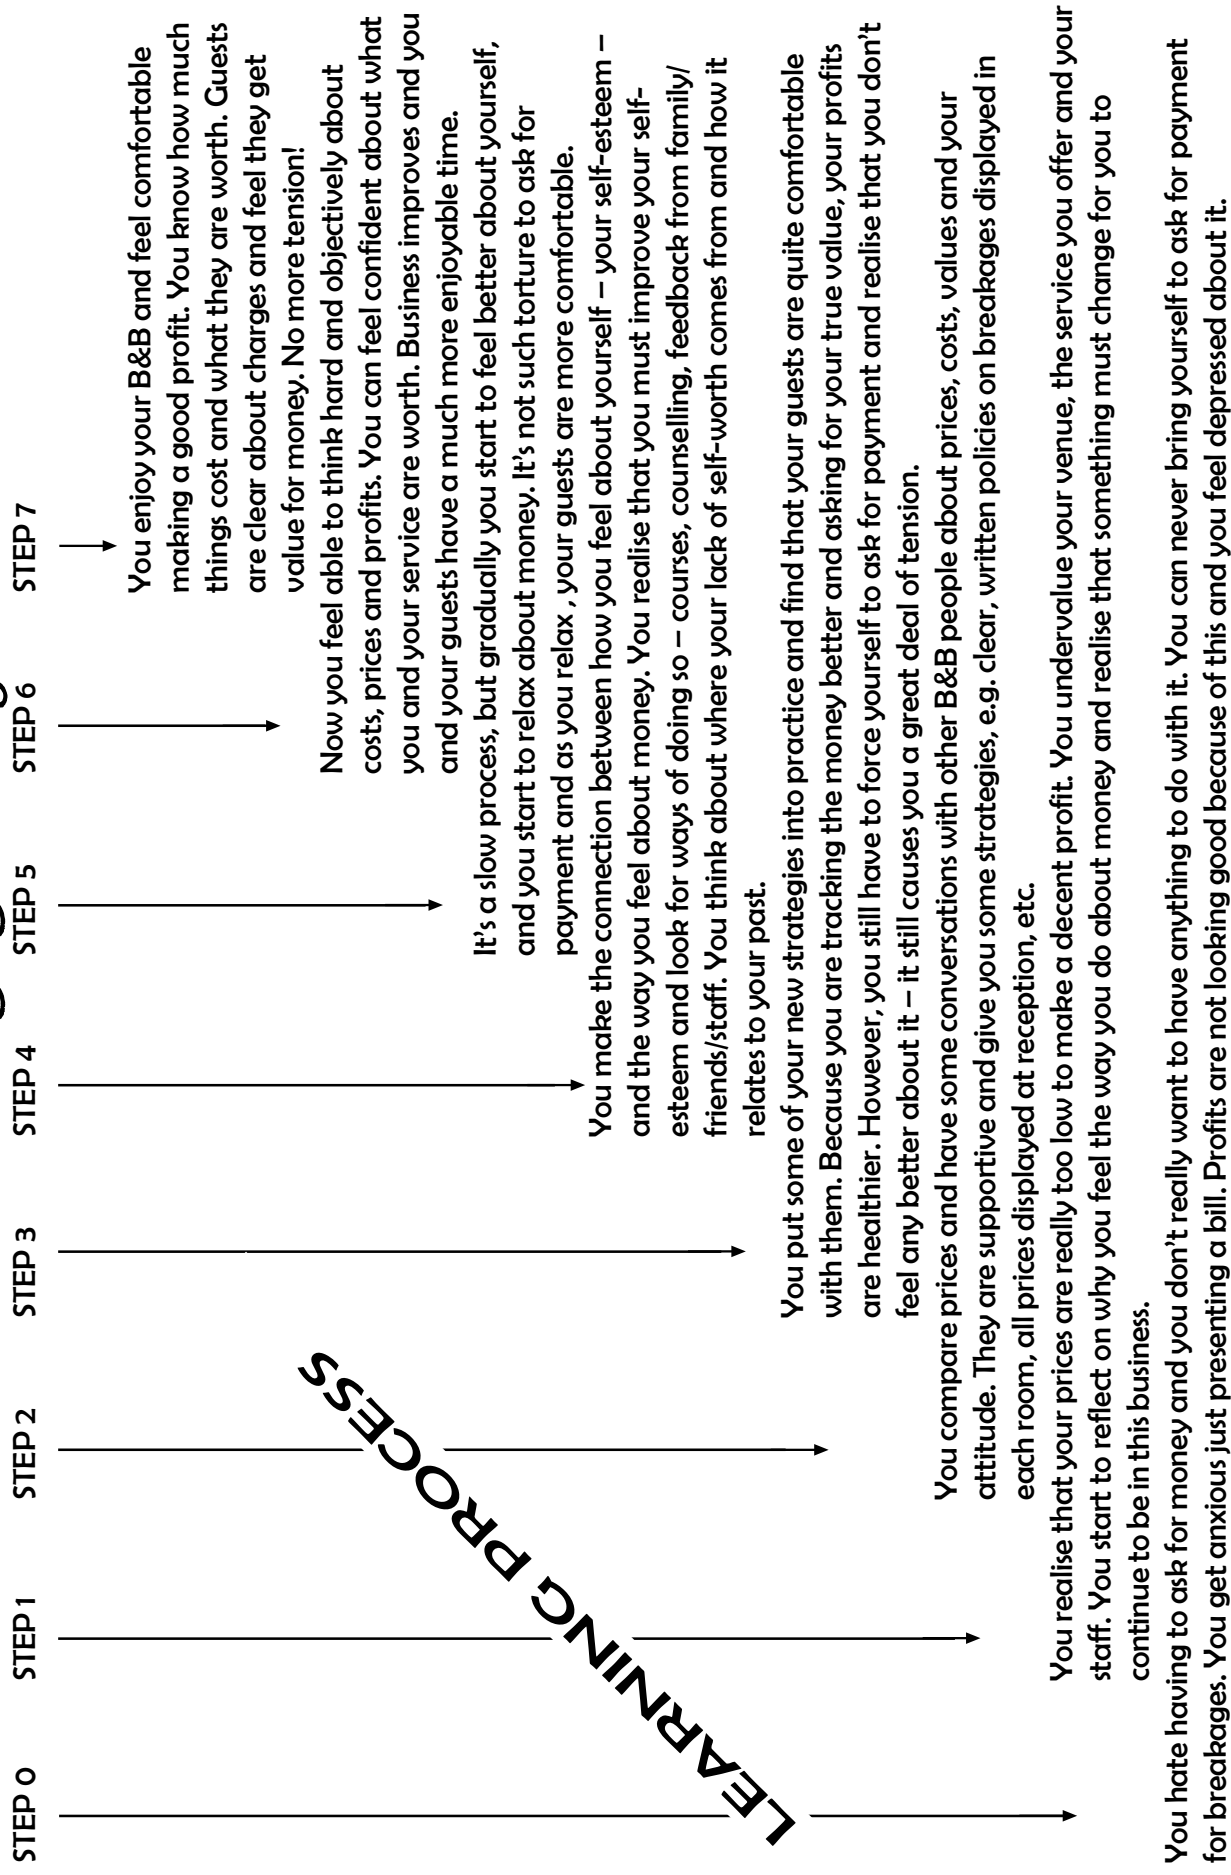 STEP 0
STEP 1
STEP 2
STEP 3
STEP 4
STEP 5
STEP 6
STEP 7
LEARNING PROCESS
You enjoy your B&B and feel comfortable
making a good profit. You know how much
things cost and what they are worth. Guests
are clear about charges and feel they get
value for money. No more tension!
Now you feel able to think hard and objectively about
costs, prices and profits. You can feel confident about what
you and your service are worth. Business improves and you
and your guests have a much more enjoyable time.
It's a slow process, but gradually you start to feel better about yourself,
and you start to relax about money. It's not such torture to ask for
payment and as you relax , your guests are more comfortable.
You make the connection between how you feel about yourself – your self-esteem –
and the way you feel about money. You realise that you must improve your self-
esteem and look for ways of doing so – courses, counselling, feedback from family/
friends/staff. You think about where your lack of self-worth comes from and how it
relates to your past.
You put some of your new strategies into practice and find that your guests are quite comfortable
with them. Because you are tracking the money better and asking for your true value, your profits
are healthier. However, you still have to force yourself to ask for payment and realise that you don't
feel any better about it – it still causes you a great deal of tension.
You compare prices and have some conversations with other B&B people about prices, costs, values and your
attitude. They are supportive and give you some strategies, e.g. clear, written policies on breakages displayed in
each room, all prices displayed at reception, etc.
You realise that your prices are really too low to make a decent profit. You undervalue your venue, the service you offer and your
staff. You start to reflect on why you feel the way you do about money and realise that something must change for you to
continue to be in this business.
You hate having to ask for money and you don't really want to have anything to do with it. You can never bring yourself to ask for payment
for breakages. You get anxious just presenting a bill. Profits are not looking good because of this and you feel depressed about it.